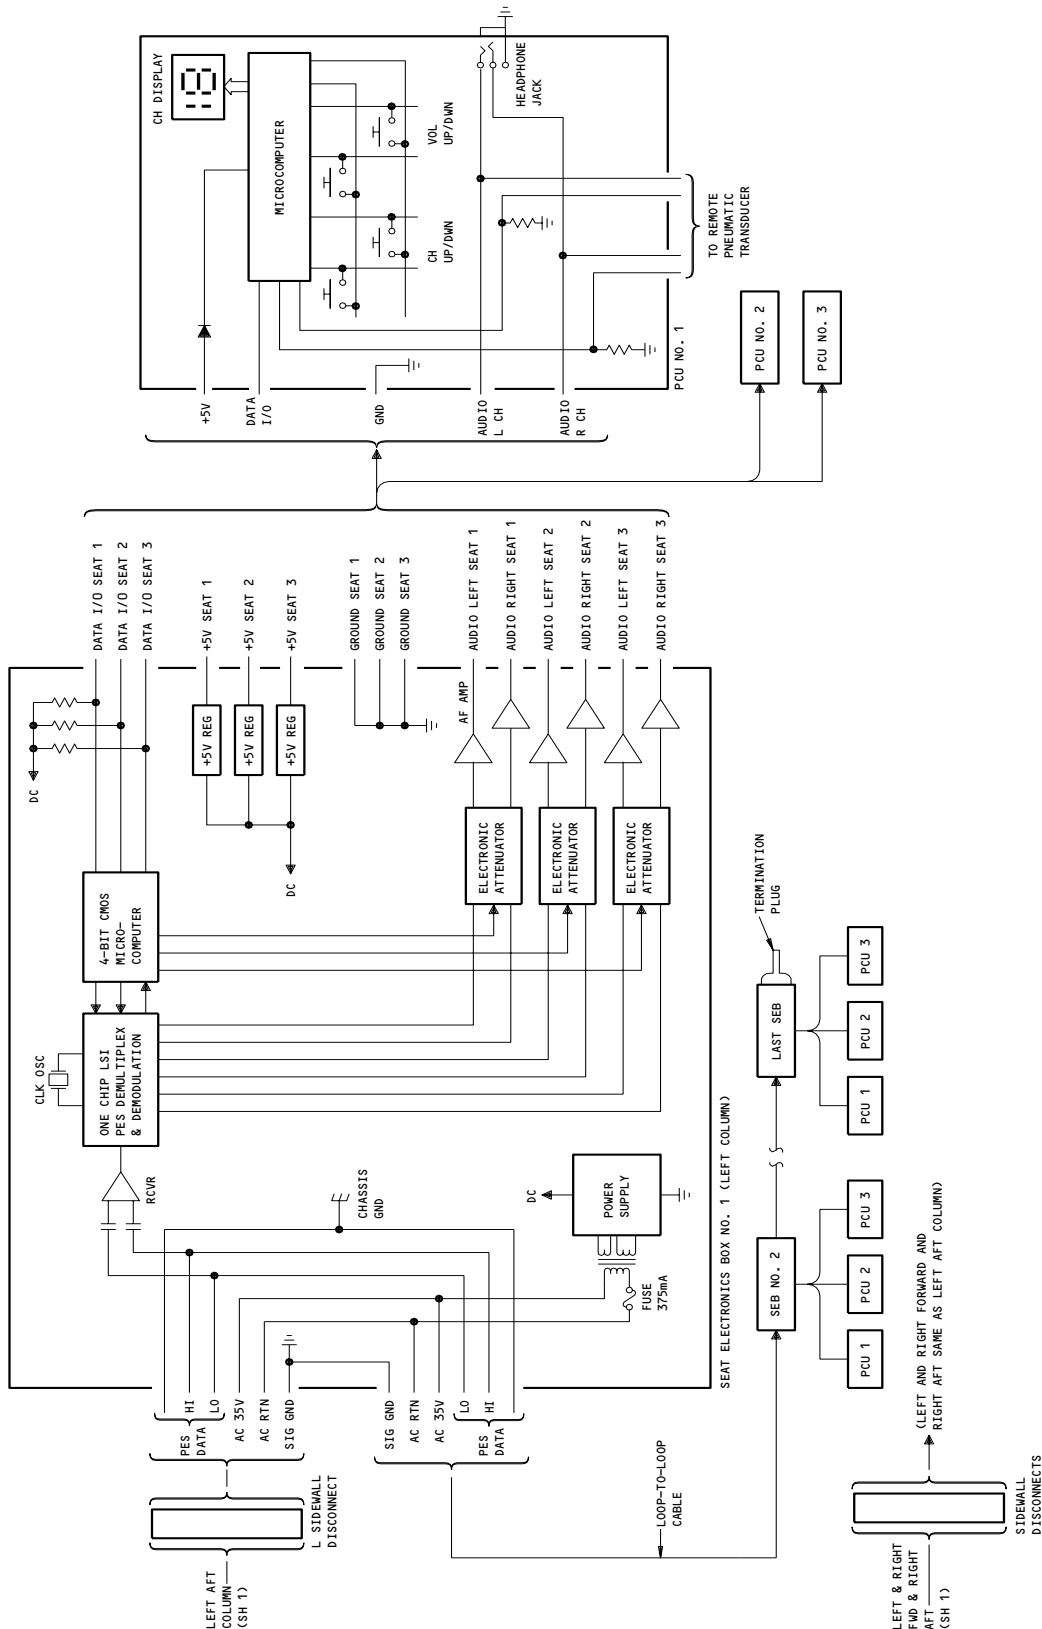 LEFT AFT
COLUMN
(SH 1)
L SIDEWALL
DISCONNECT
PES
DATA
HI
LO
AC 35V
AC RTN
SIG GND
SIG GND
AC RTN
AC 35V
LO
HI
PES
DATA
CHASSIS
GND
RCVR
CLK OSC
ONE CHIP LSI
PES DEMULTIPLEX
& DEMODULATION
4-BIT CMOS
MICRO-
COMPUTER
DC
DATA I/O SEAT 1
DATA I/O SEAT 2
DATA I/O SEAT 3
+5V REG
+5V REG
+5V REG
DC
+5V SEAT 1
+5V SEAT 2
+5V SEAT 3
GROUND SEAT 1
GROUND SEAT 2
GROUND SEAT 3
ELECTRONIC
ATTENUATOR
ELECTRONIC
ATTENUATOR
ELECTRONIC
ATTENUATOR
AF AMP
AUDIO LEFT SEAT 1
AUDIO RIGHT SEAT 1
AUDIO LEFT SEAT 2
AUDIO RIGHT SEAT 2
AUDIO LEFT SEAT 3
AUDIO RIGHT SEAT 3
FUSE
375mA
POWER
SUPPLY
DC
SEAT ELECTRONICS BOX NO. 1 (LEFT COLUMN)
+5V
DATA
I/O
GND
AUDIO
L CH
AUDIO
R CH
CH DISPLAY
MICROCOMPUTER
CH
UP/DWN
VOL
UP/DWN
HEADPHONE
JACK
PCU NO. 1
TO REMOTE
PNEUMATIC
TRANSDUCER
PCU NO. 2
PCU NO. 3
LOOP-TO-LOOP
CABLE
SEB NO. 2
PCU 1
PCU 2
PCU 3
LAST SEB
TERMINATION
PLUG
PCU 1
PCU 2
PCU 3
LEFT & RIGHT
FWD & RIGHT
AFT
(SH 1)
SIDEWALL
DISCONNECTS
(LEFT AND RIGHT FORWARD AND
RIGHT AFT SAME AS LEFT AFT COLUMN)